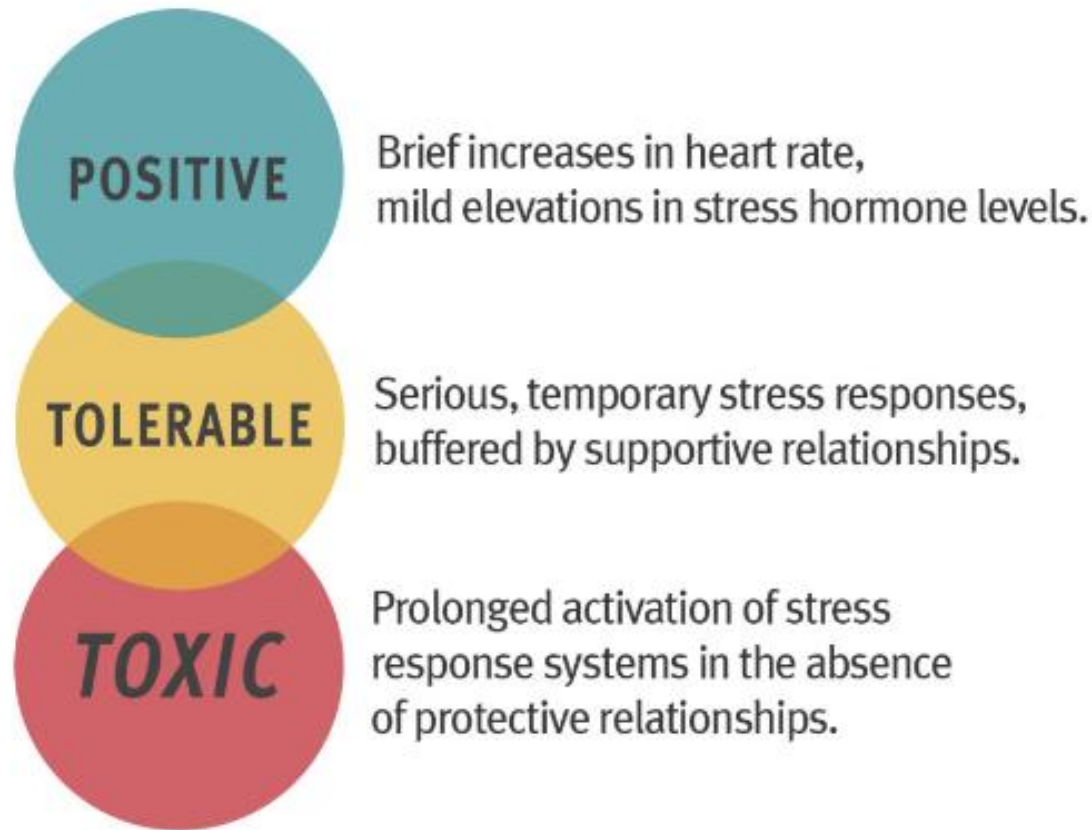 POSITIVE
Brief increases in heart rate,
mild elevations in stress hormone levels.
TOLERABLE
Serious, temporary stress responses,
buffered by supportive relationships.
TOXIC
Prolonged activation of stress
response systems in the absence
of protective relationships.